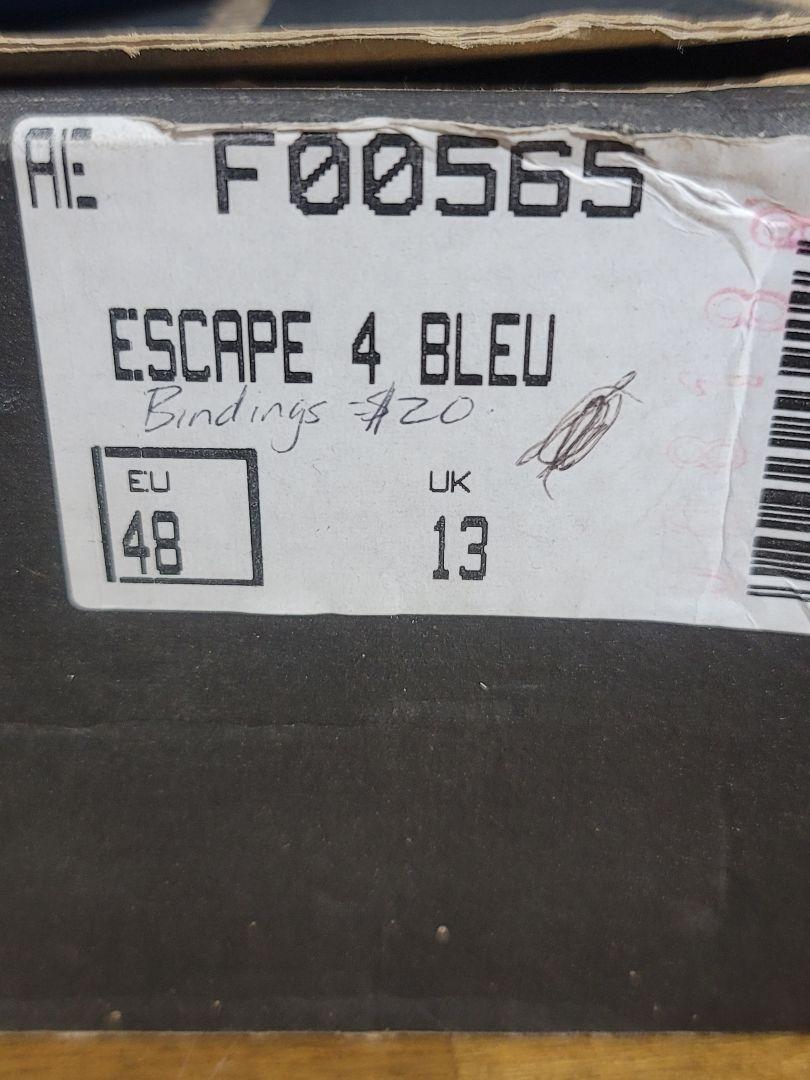 AE F00565
ESCAPE 4 BLEU
Bindings - $20
EU UK
48 13